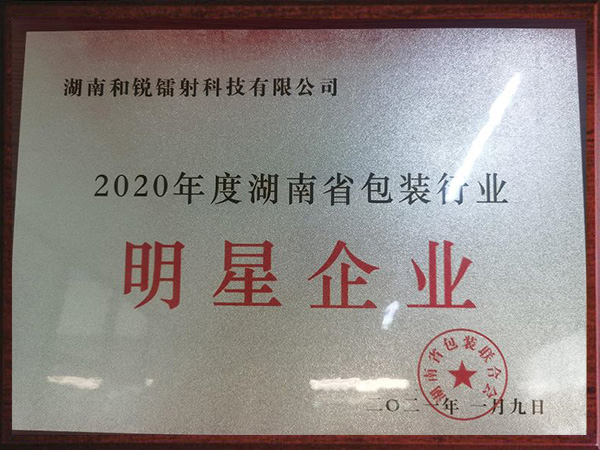 湖南和锐镭射科技有限公司
2020年度湖南省包装行业
明星企业
湖南省包装联合会
二〇二一年 一月九日